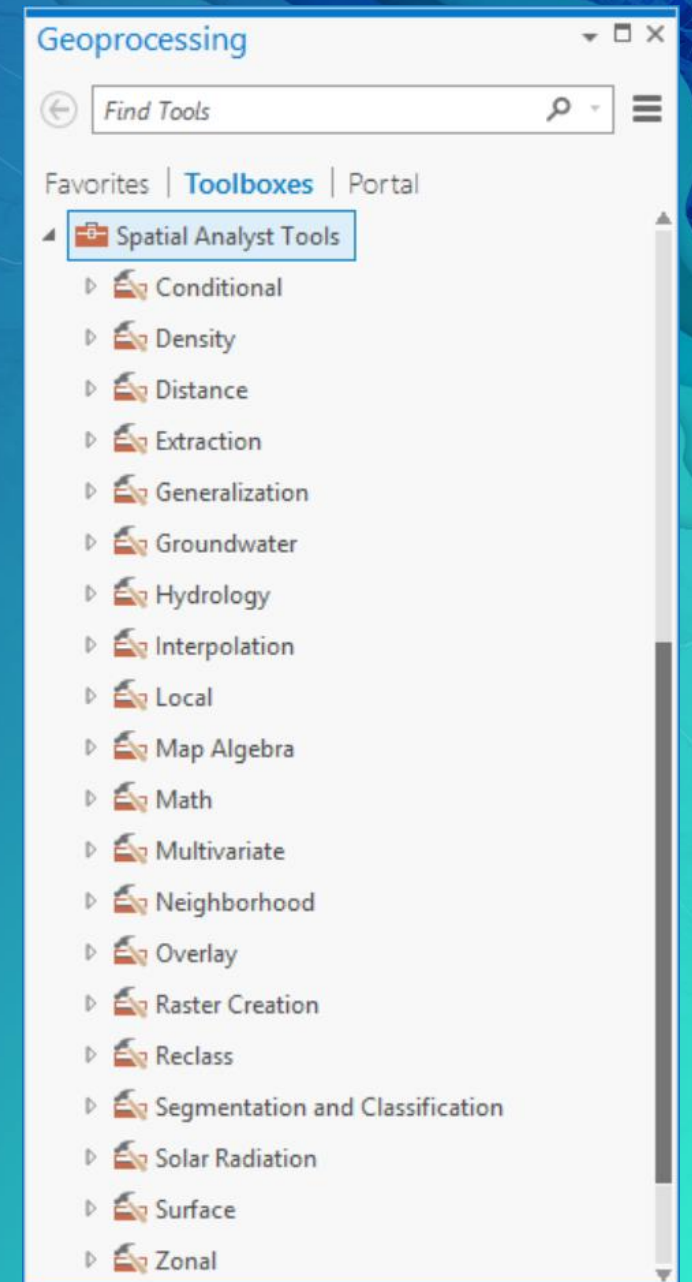 Geoprocessing
Find Tools
Favorites | Toolboxes | Portal
Spatial Analyst Tools
Conditional
Density
Distance
Extraction
Generalization
Groundwater
Hydrology
Interpolation
Local
Map Algebra
Math
Multivariate
Neighborhood
Overlay
Raster Creation
Reclass
Segmentation and Classification
Solar Radiation
Surface
Zonal